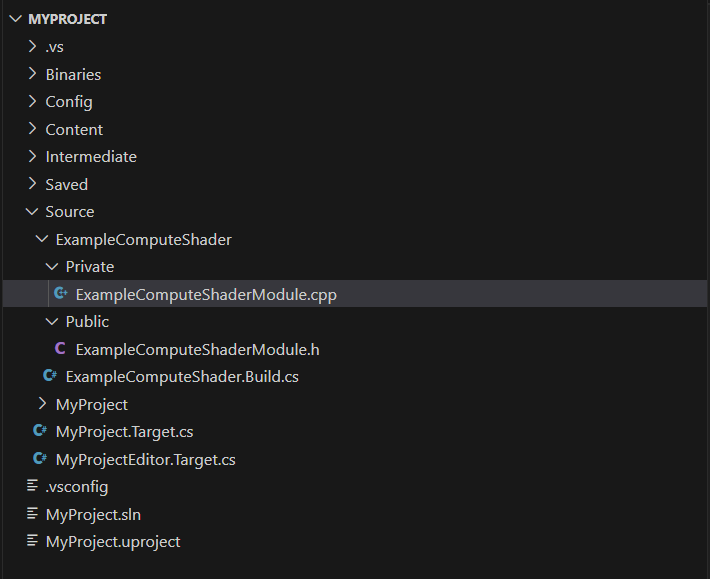 MYPROJECT
.vs
Binaries
Config
Content
Intermediate
Saved
Source
ExampleComputeShader
Private
ExampleComputeShaderModule.cpp
Public
C ExampleComputeShaderModule.h
ExampleComputeShader.Build.cs
MyProject
MyProject.Target.cs
MyProjectEditor.Target.cs
.vsconfig
MyProject.sln
MyProject.uproject